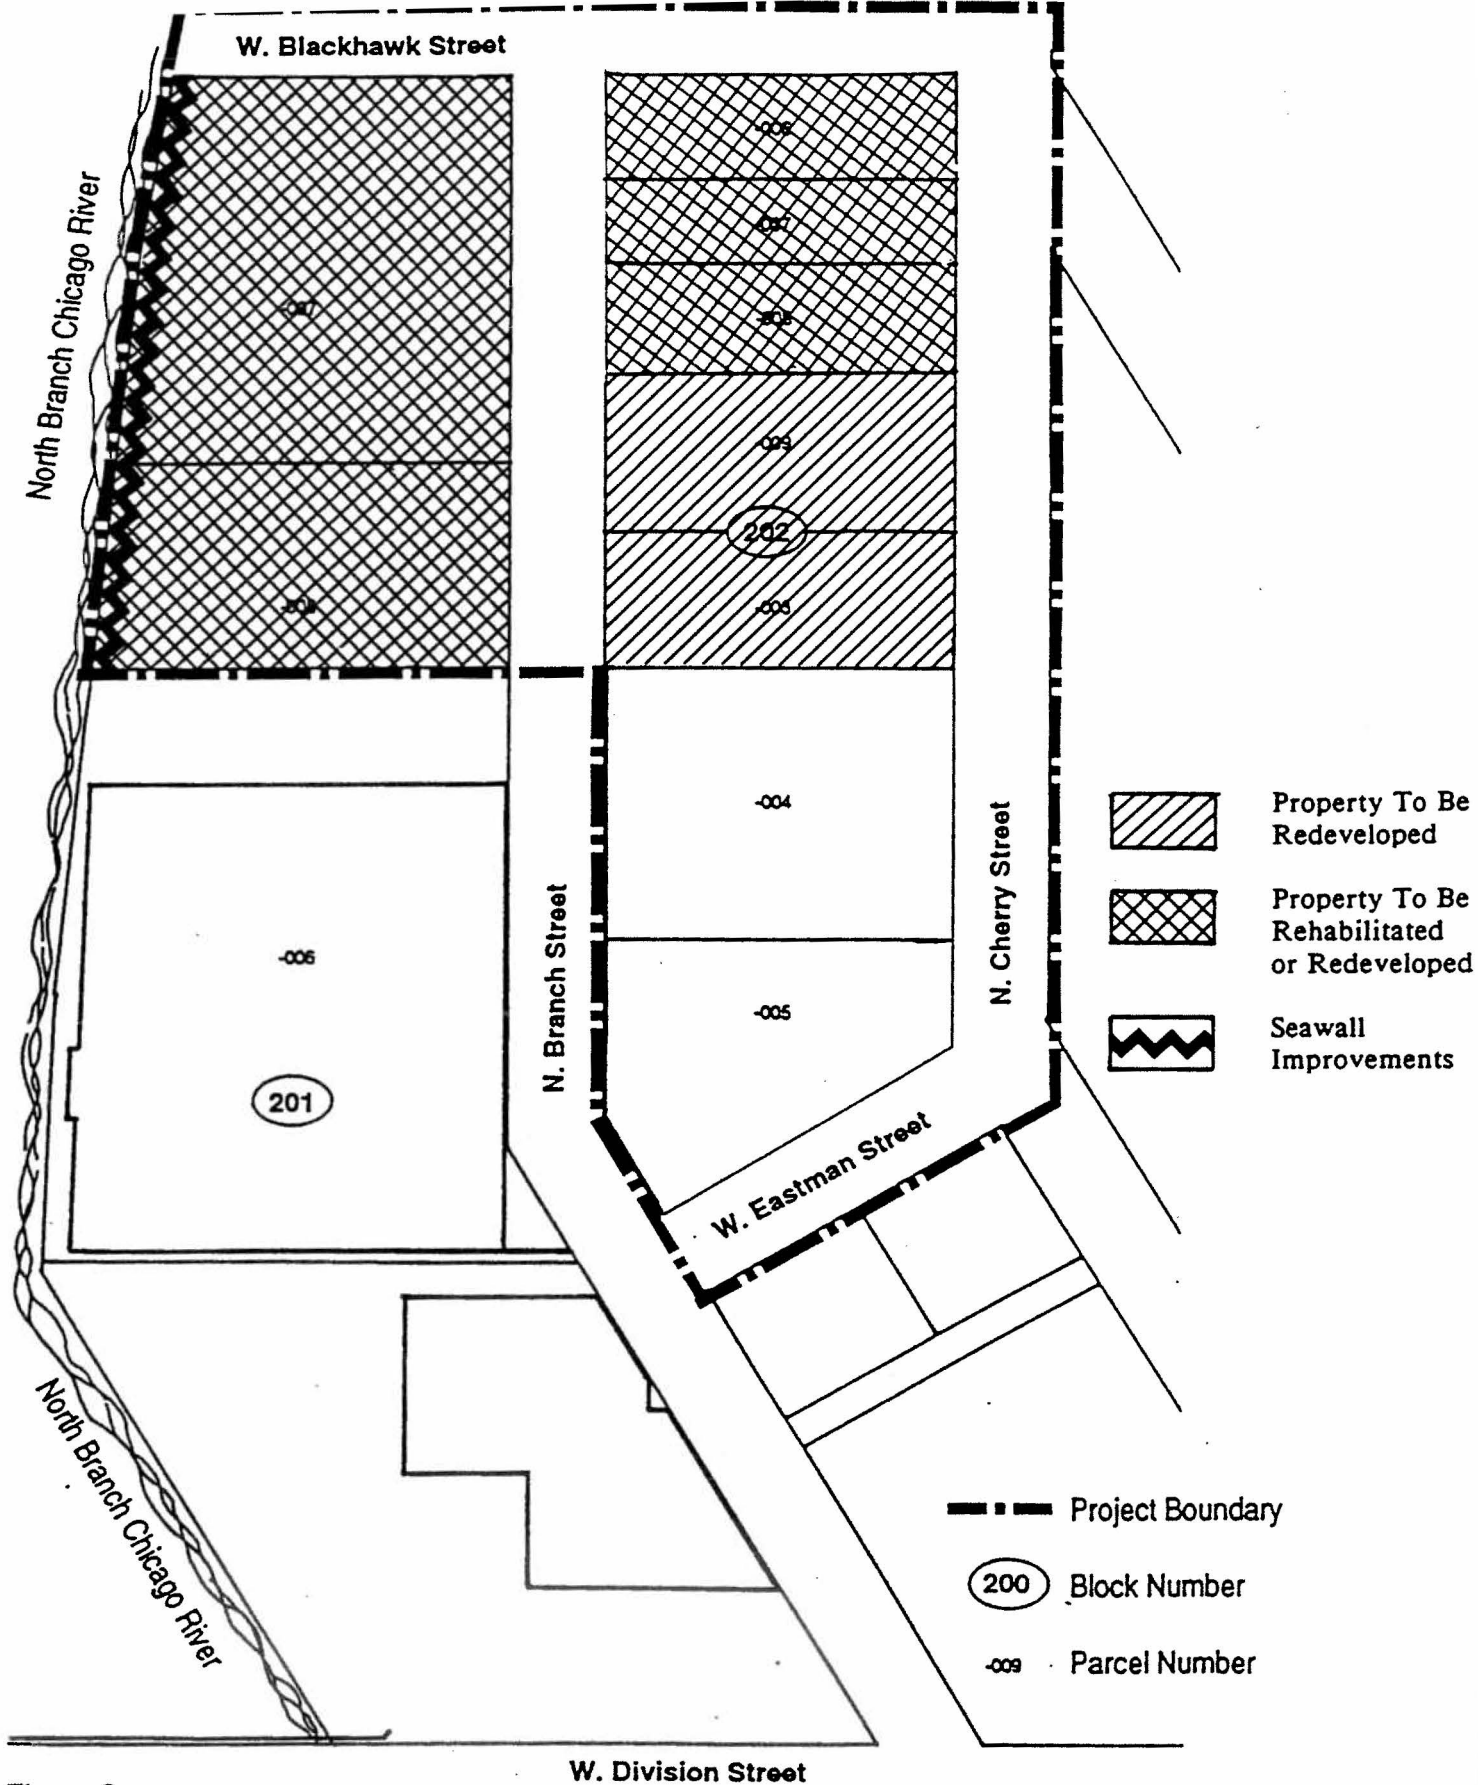 W. Blackhawk Street
North Branch Chicago River
202
-004
-005
-006
201
N. Branch Street
N. Cherry Street
W. Eastman Street
Property To Be
Redeveloped
Property To Be
Rehabilitated
or Redeveloped
Seawall
Improvements
North Branch Chicago River
Project Boundary
200 Block Number
-009 Parcel Number
W. Division Street